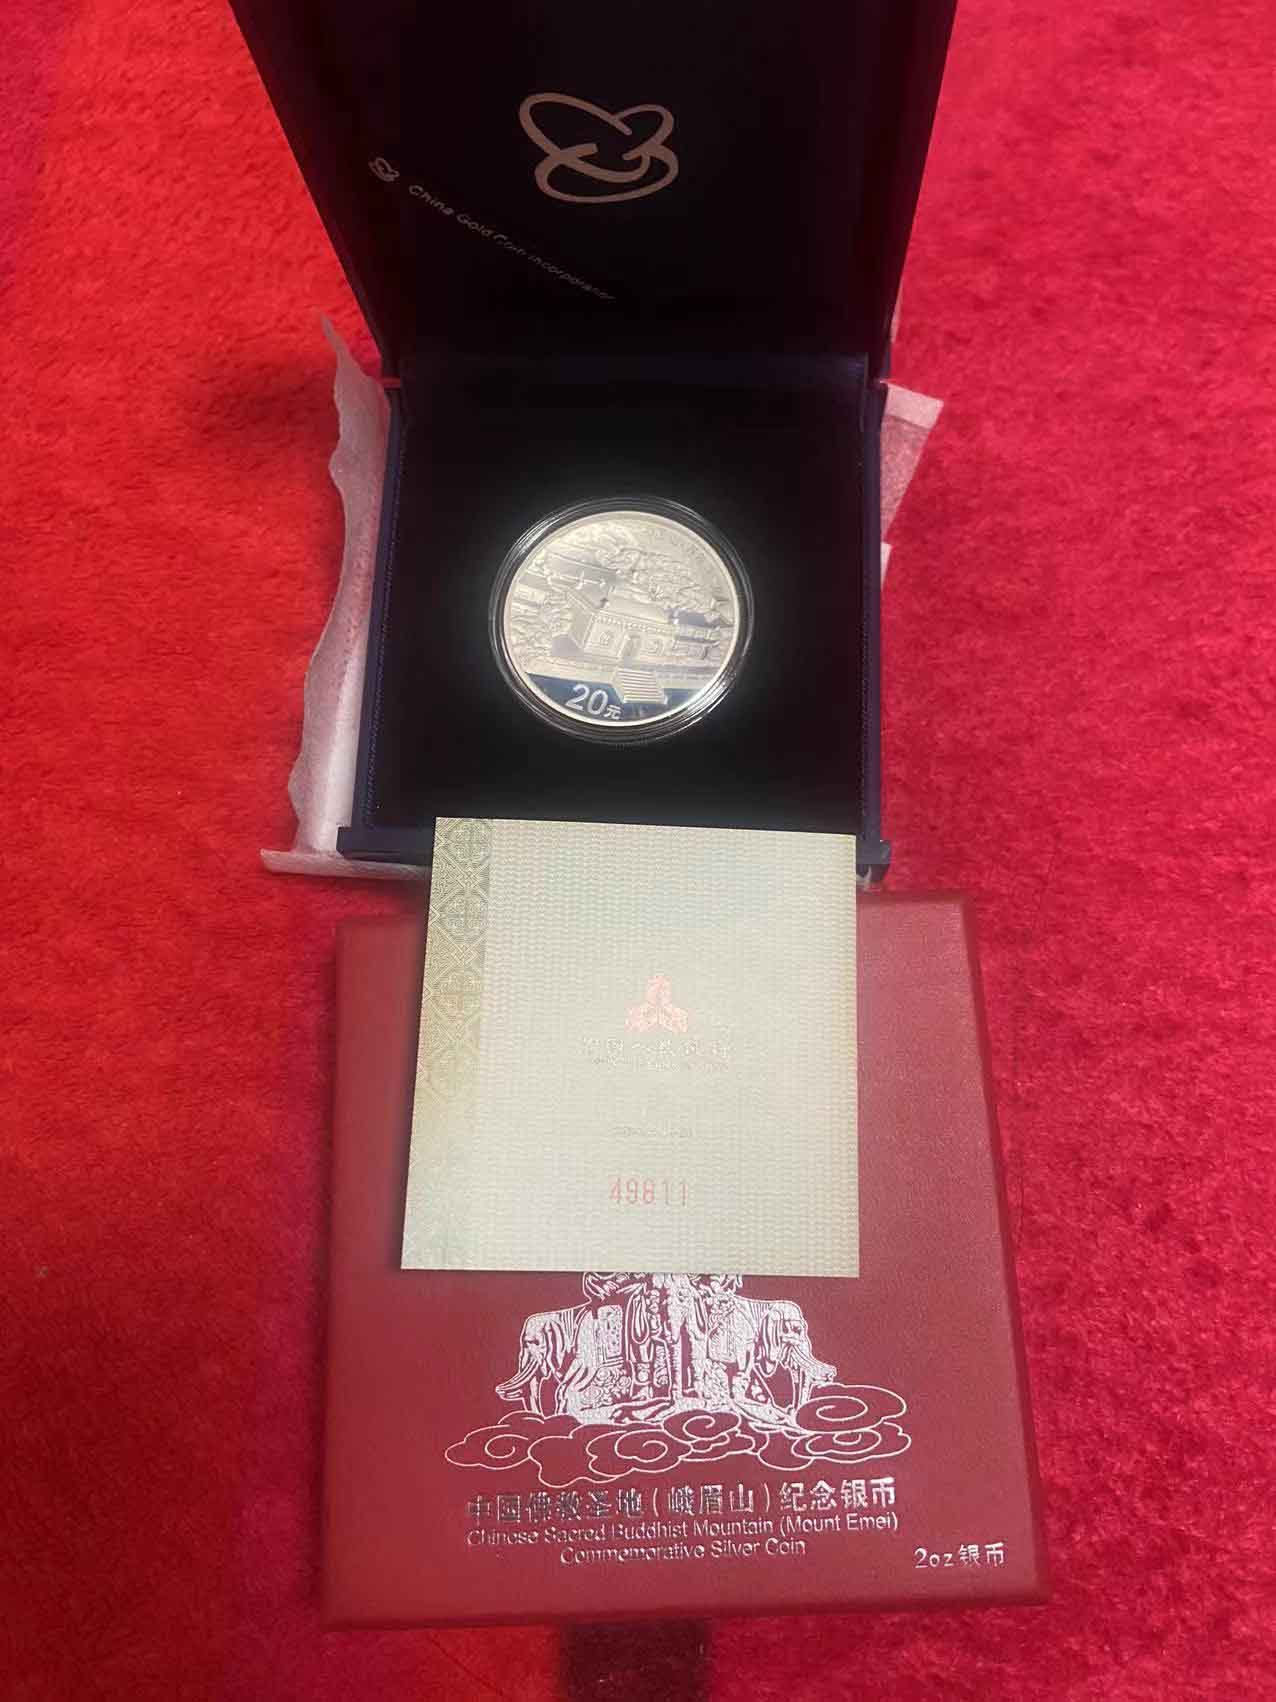 China Gold Coin Incorporation
20元
49811
中国佛教圣地(峨眉山)纪念银币
Chinese Sacred Buddhist Mountain (Mount Emei)
Commemorative Silver Coin
2oz银币